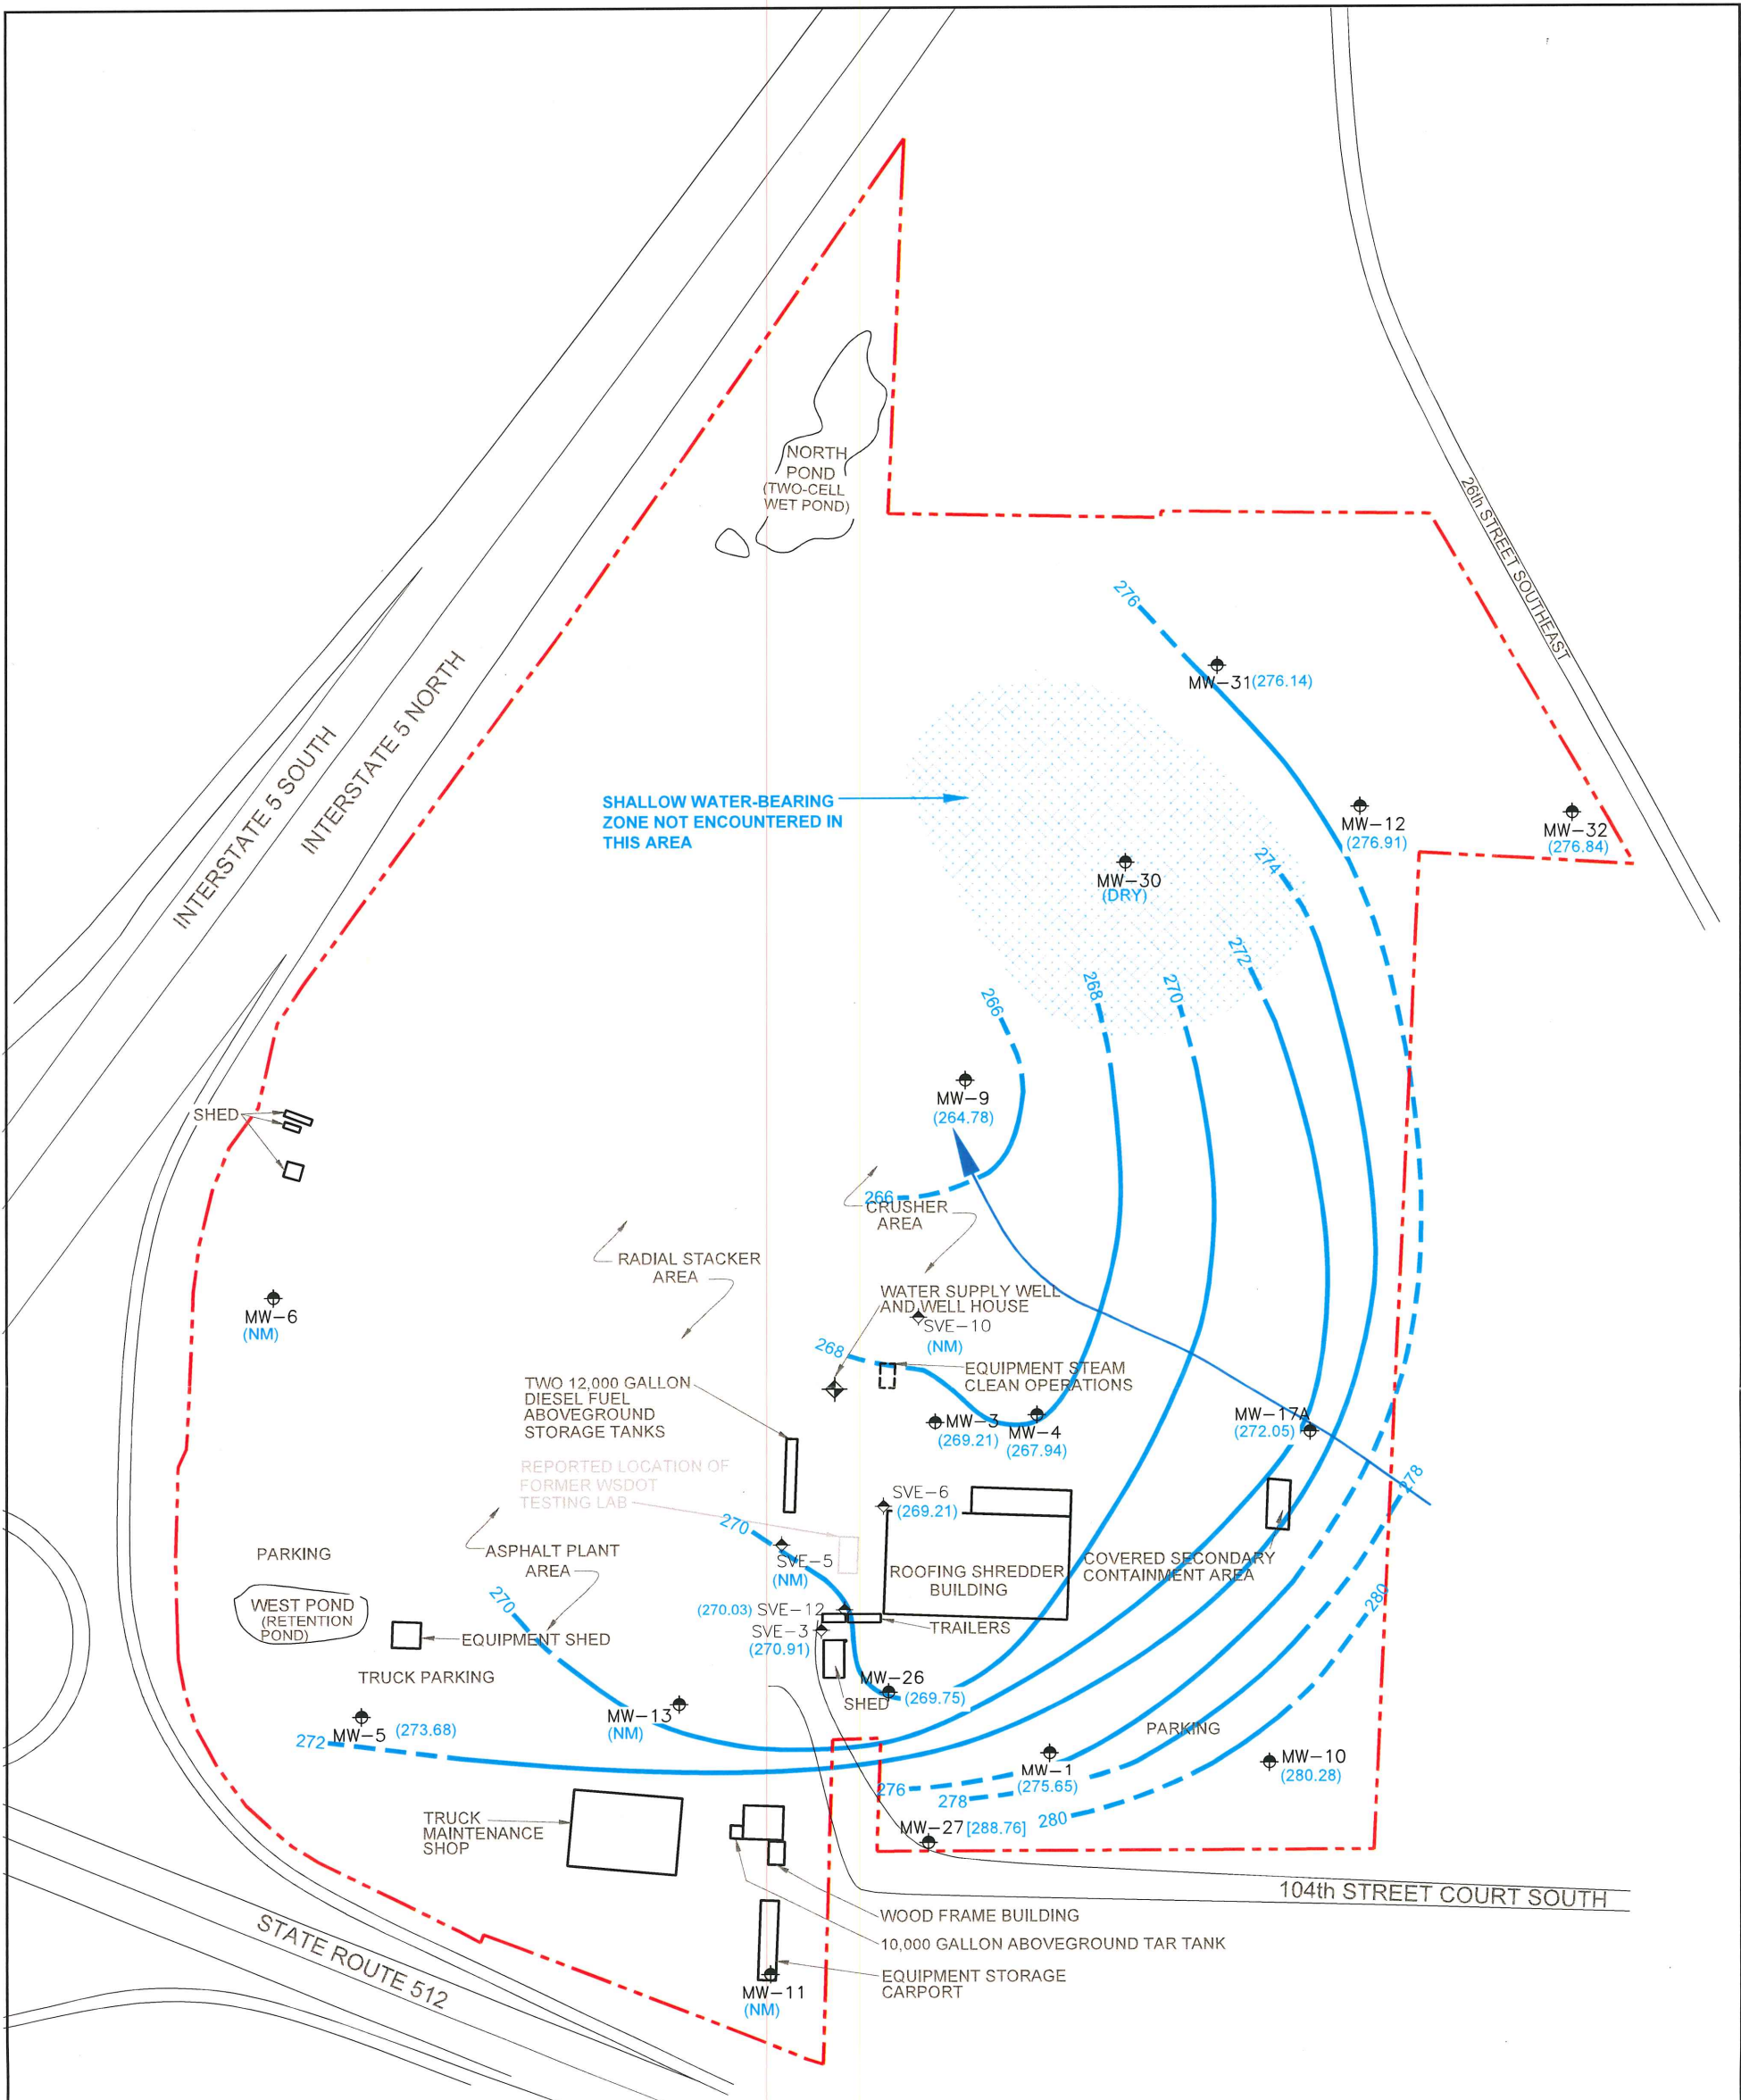 NORTH
POND
(TWO-CELL
WET POND)
26th STREET SOUTHEAST
INTERSTATE 5 SOUTH
INTERSTATE 5 NORTH
276
MW-31(276.14)
SHALLOW WATER-BEARING
ZONE NOT ENCOUNTERED IN
THIS AREA
MW-12
(276.91)
MW-32
(276.84)
274
MW-30
(DRY)
272
268
270
266
MW-9
(264.78)
SHED
266
CRUSHER
AREA
RADIAL STACKER
AREA
WATER SUPPLY WELL
AND WELL HOUSE
SVE-10
(NM)
MW-6
(NM)
268
EQUIPMENT STEAM
CLEAN OPERATIONS
TWO 12,000 GALLON
DIESEL FUEL
ABOVEGROUND
STORAGE TANKS
MW-3
(269.21)
MW-4
(267.94)
MW-17A
(272.05)
REPORTED LOCATION OF
FORMER WSDOT
TESTING LAB
278
SVE-6
(269.21)
270
SVE-5
(NM)
ASPHALT PLANT
AREA
PARKING
ROOFING SHREDDER
BUILDING
COVERED SECONDARY
CONTAINMENT AREA
280
270
WEST POND
(RETENTION
POND)
(270.03) SVE-12
SVE-3
(270.91)
TRAILERS
EQUIPMENT SHED
TRUCK PARKING
MW-26
(269.75)
SHED
MW-13
(NM)
MW-5 (273.68)
272
PARKING
MW-10
(280.28)
MW-1
(275.65)
276
278
280
MW-27[288.76]
TRUCK
MAINTENANCE
SHOP
104th STREET COURT SOUTH
WOOD FRAME BUILDING
10,000 GALLON ABOVEGROUND TAR TANK
EQUIPMENT STORAGE
CARPORT
MW-11
(NM)
STATE ROUTE 512